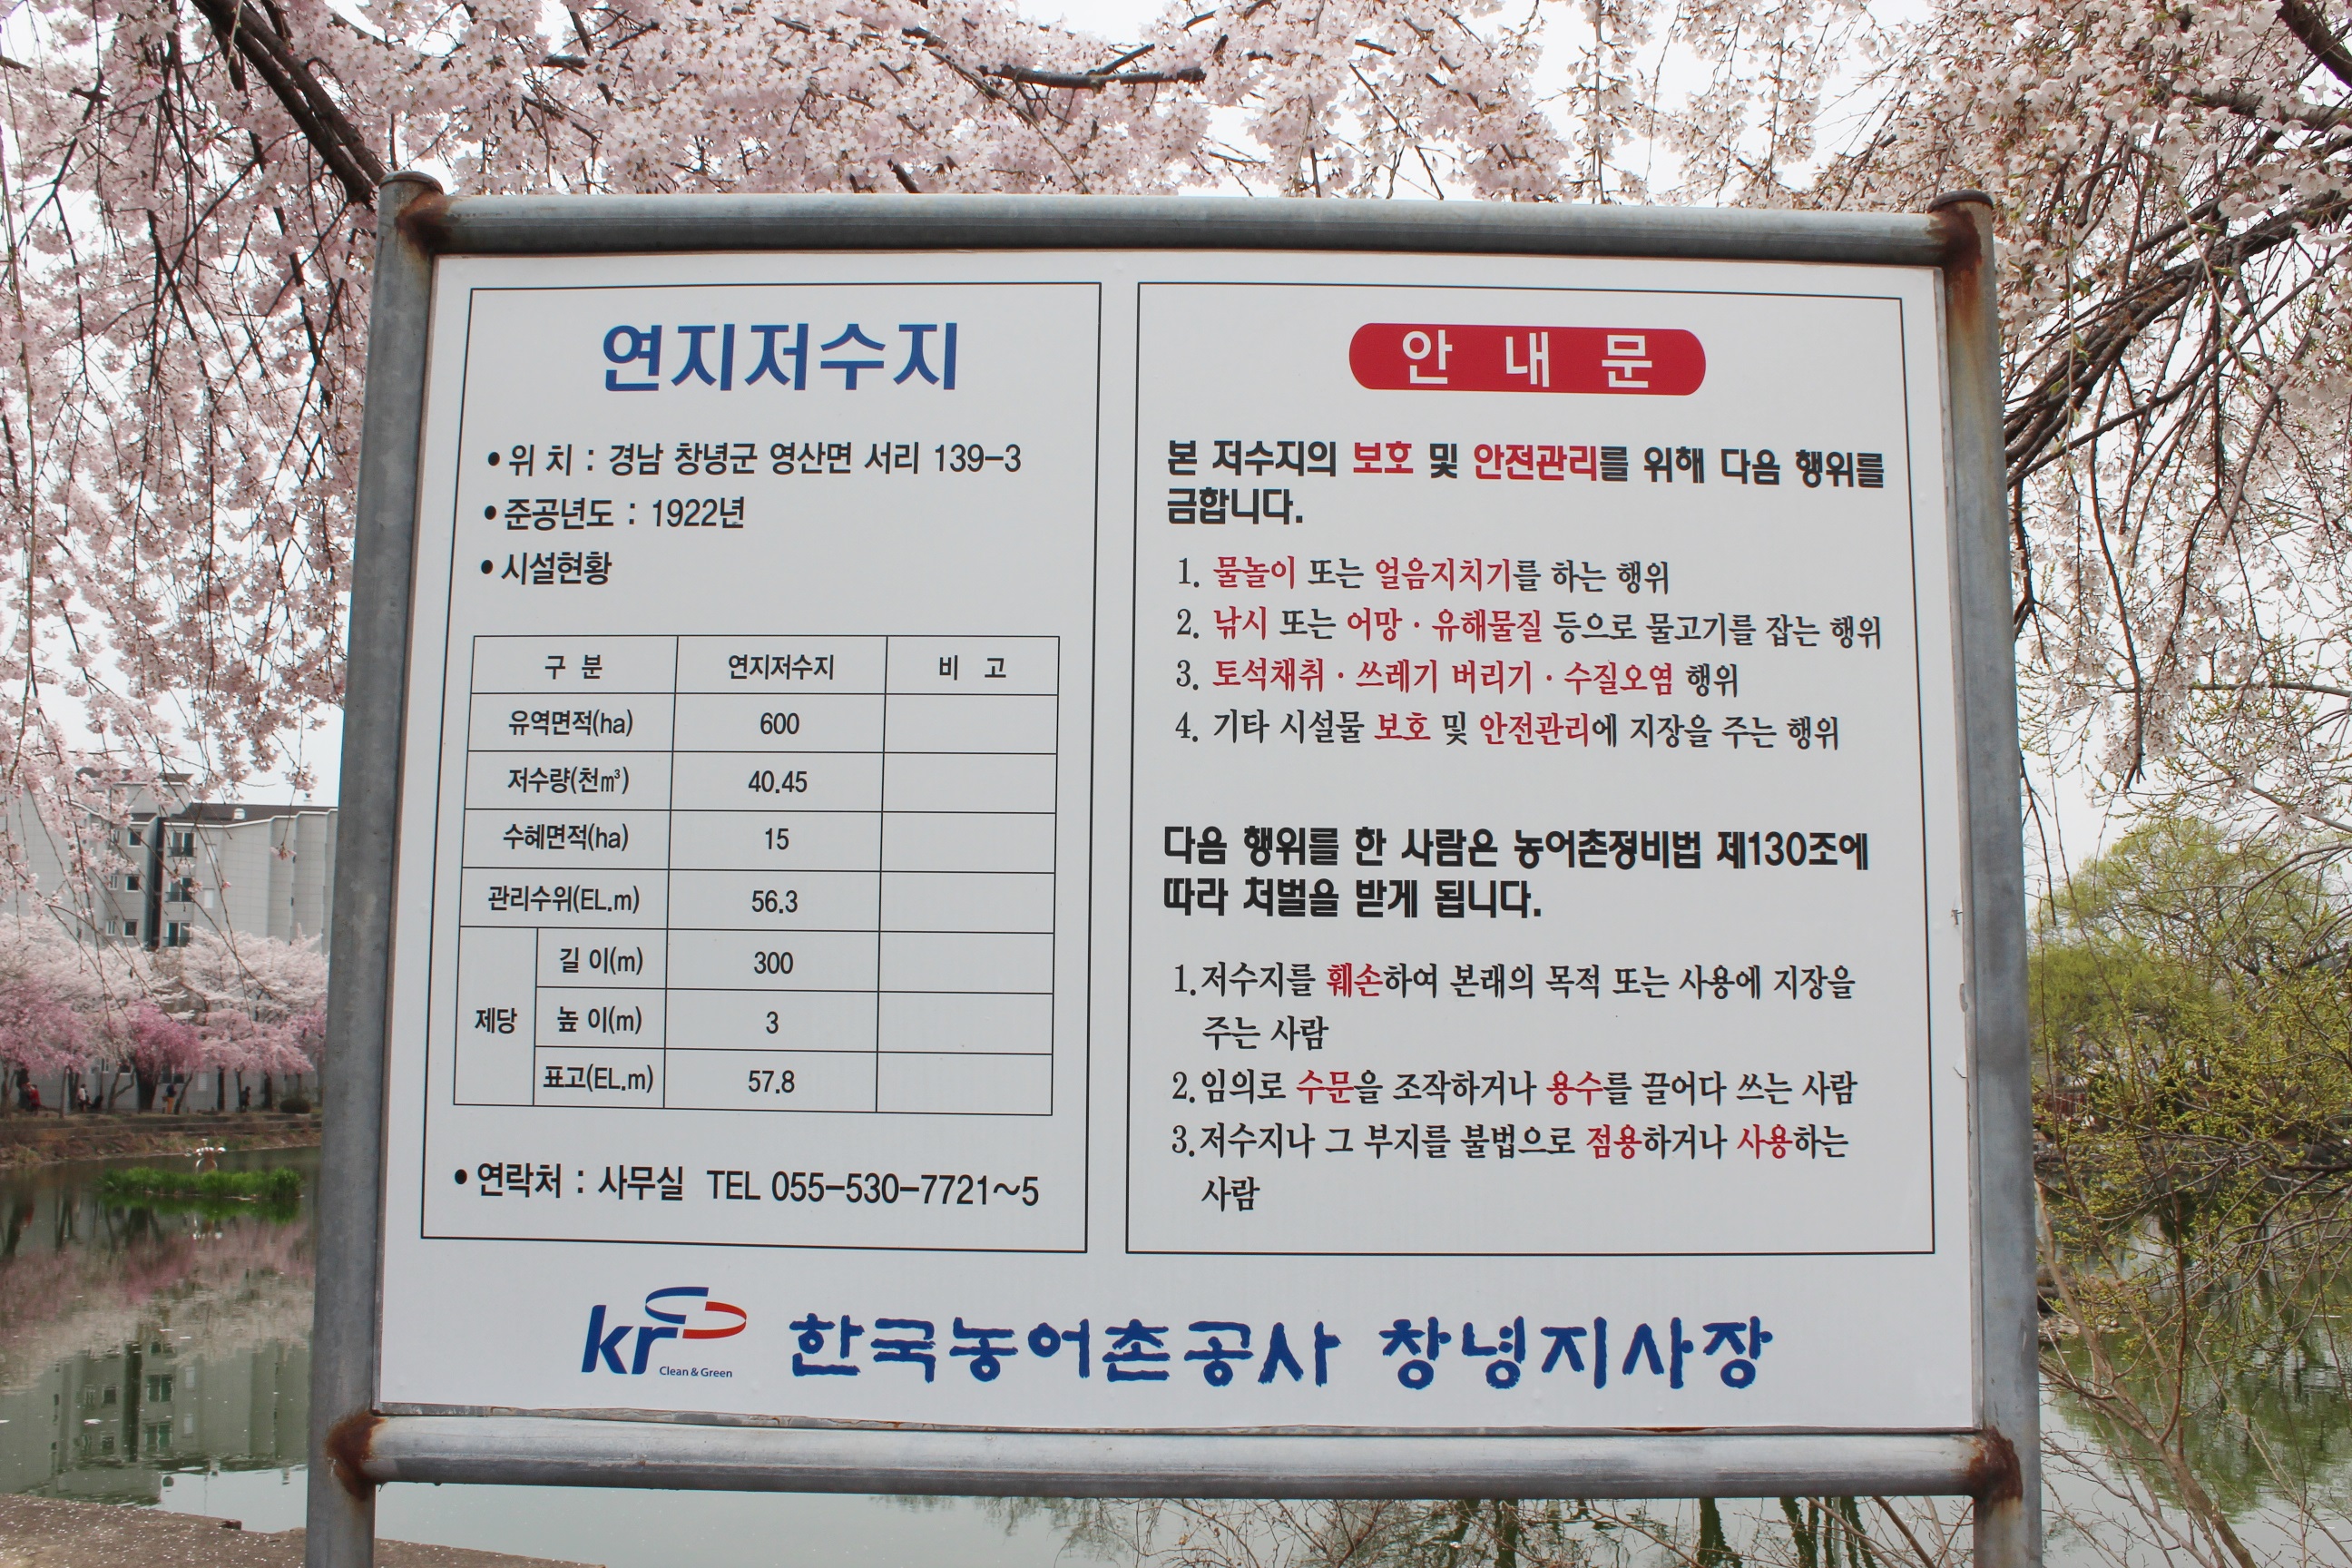 연지저수지
• 위 치 : 경남 창녕군 영산면 서리 139-3
• 준공년도 : 1922년
• 시설현황
구 분 연지저수지 비 고
유역면적(ha) 600
저수량(천㎥) 40.45
수혜면적(ha) 15
관리수위(EL.m) 56.3
제당
길 이(m) 300
높 이(m) 3
표고(EL.m) 57.8
• 연락처 : 사무실 TEL 055-530-7721~5
안 내 문
본 저수지의 보호 및 안전관리를 위해 다음 행위를
금합니다.
1. 물놀이 또는 얼음지치기를 하는 행위
2. 낚시 또는 어망 · 유해물질 등으로 물고기를 잡는 행위
3. 토석채취 · 쓰레기 버리기 · 수질오염 행위
4. 기타 시설물 보호 및 안전관리에 지장을 주는 행위
다음 행위를 한 사람은 농어촌정비법 제130조에
따라 처벌을 받게 됩니다.
1. 저수지를 훼손하여 본래의 목적 또는 사용에 지장을
주는 사람
2. 임의로 수문을 조작하거나 용수를 끌어다 쓰는 사람
3. 저수지나 그 부지를 불법으로 점용하거나 사용하는
사람
kr Clean & Green 한국농어촌공사 창녕지사장